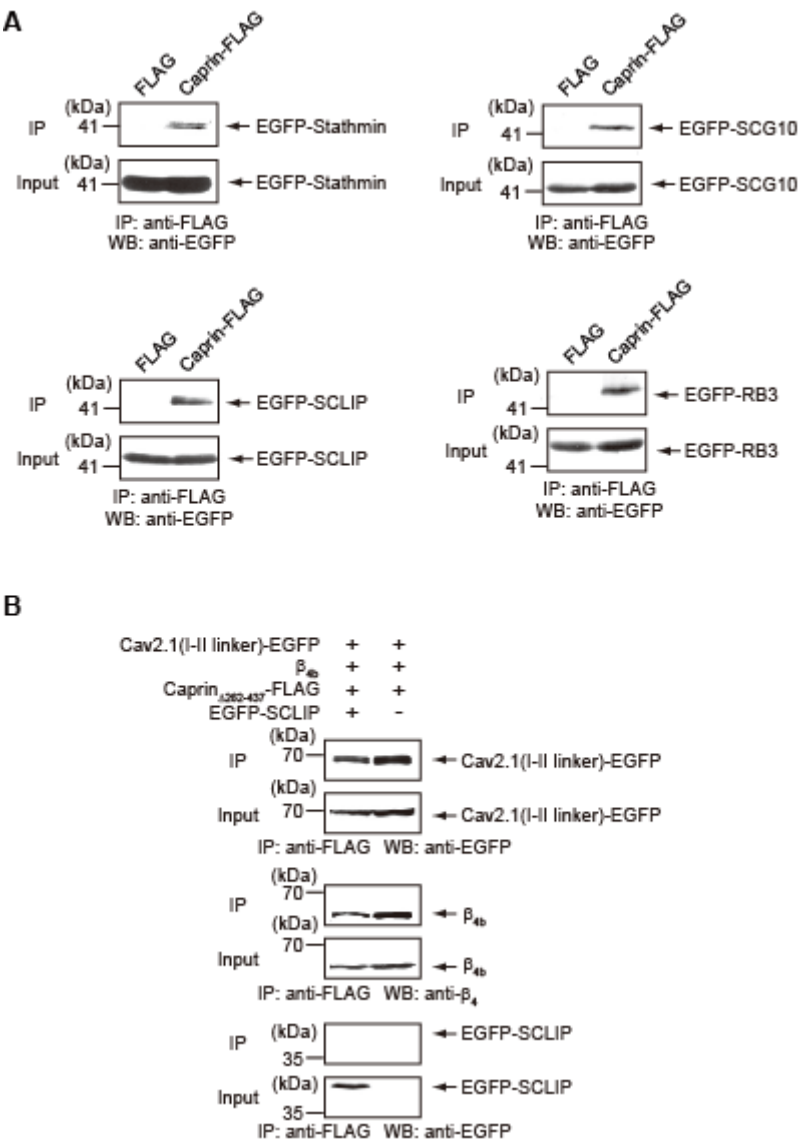 A
FLAG
Caprin-FLAG
(kDa)
IP 41 EGFP-Stathmin
(kDa)
Input 41 EGFP-Stathmin
IP: anti-FLAG
WB: anti-EGFP
FLAG
Caprin-FLAG
(kDa)
IP 41 EGFP-SCG10
(kDa)
Input 41 EGFP-SCG10
IP: anti-FLAG
WB: anti-EGFP
FLAG
Caprin-FLAG
(kDa)
IP 41 EGFP-SCLIP
(kDa)
Input 41 EGFP-SCLIP
IP: anti-FLAG
WB: anti-EGFP
FLAG
Caprin-FLAG
(kDa)
IP 41 EGFP-RB3
(kDa)
Input 41 EGFP-RB3
IP: anti-FLAG
WB: anti-EGFP
B
Cav2.1(I-II linker)-EGFP + +
β4b + +
CaprinΔ262-437-FLAG + +
EGFP-SCLIP + -
(kDa)
IP 70 Cav2.1(I-II linker)-EGFP
(kDa)
Input 70 Cav2.1(I-II linker)-EGFP
IP: anti-FLAG WB: anti-EGFP
(kDa)
70
IP β4b
(kDa)
70
Input β4b
IP: anti-FLAG WB: anti-β4
IP (kDa) EGFP-SCLIP
35
Input (kDa) EGFP-SCLIP
35
IP: anti-FLAG WB: anti-EGFP